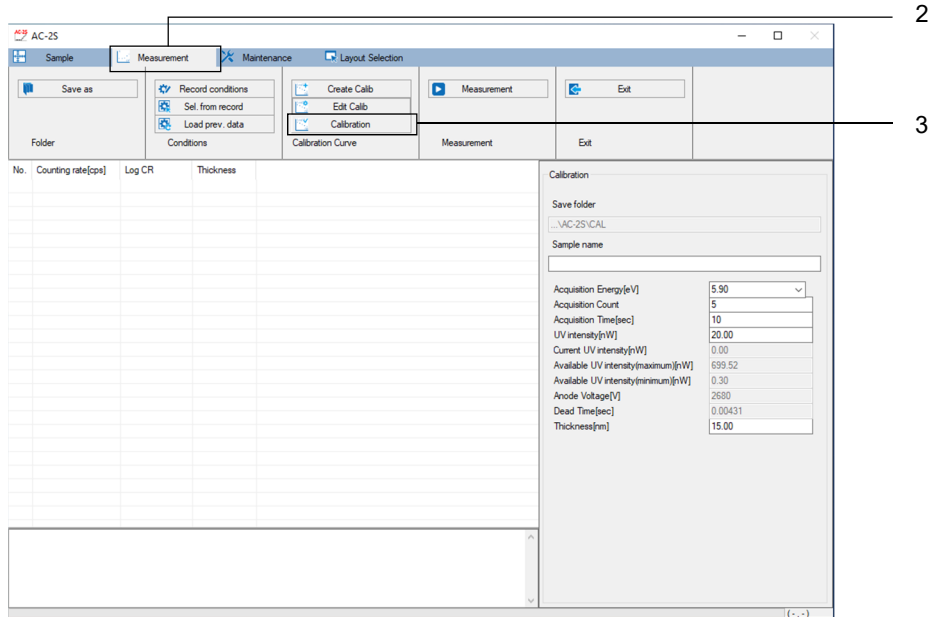 2
AC-2S AC-2S
Sample Measurement Maintenance Layout Selection
Save as Record conditions Create Calib Measurement Exit
Sel. from record Edit Calib
Load prev. data Calibration
3
Folder Conditions Calibration Curve Measurement Exit
No. Counting rate[cps] Log CR Thickness
Calibration
Save folder
...\AC-2S\CAL
Sample name
Acquisition Energy[eV] 5.90
Acquisition Count 5
Acquisition Time[sec] 10
UV intensity[nW] 20.00
Current UV intensity[nW] 0.00
Available UV intensity(maximum)[nW] 699.52
Available UV intensity(minimum)[nW] 0.30
Anode Voltage[V] 2680
Dead Time[sec] 0.00431
Thickness[nm] 15.00
(-,-)